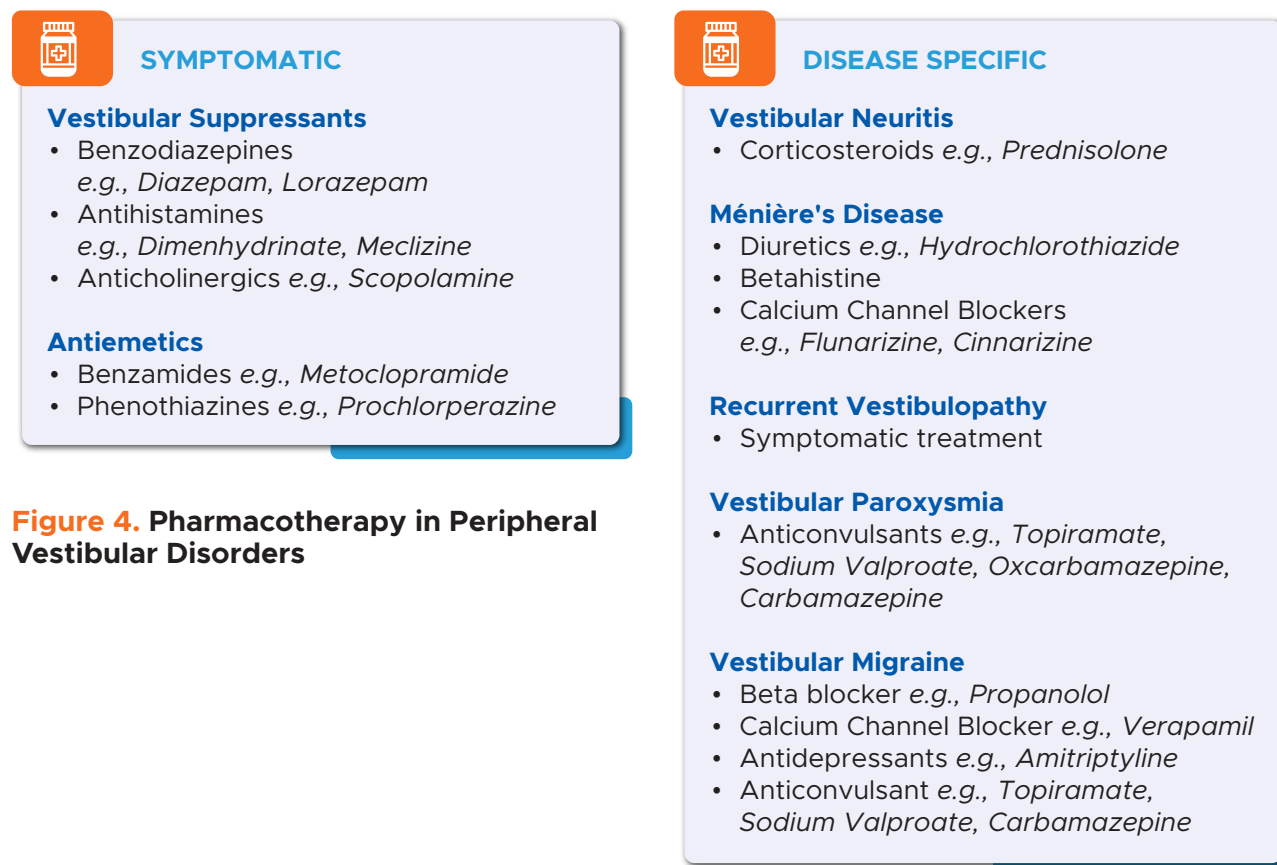 SYMPTOMATIC
Vestibular Suppressants
• Benzodiazepines
e.g., Diazepam, Lorazepam
• Antihistamines
e.g., Dimenhydrinate, Meclizine
• Anticholinergics e.g., Scopolamine
Antiemetics
• Benzamides e.g., Metoclopramide
• Phenothiazines e.g., Prochlorperazine
Figure 4. Pharmacotherapy in Peripheral
Vestibular Disorders
DISEASE SPECIFIC
Vestibular Neuritis
• Corticosteroids e.g., Prednisolone
Ménière's Disease
• Diuretics e.g., Hydrochlorothiazide
• Betahistine
• Calcium Channel Blockers
e.g., Flunarizine, Cinnarizine
Recurrent Vestibulopathy
• Symptomatic treatment
Vestibular Paroxysmia
• Anticonvulsants e.g., Topiramate,
Sodium Valproate, Oxcarbamazepine,
Carbamazepine
Vestibular Migraine
• Beta blocker e.g., Propanolol
• Calcium Channel Blocker e.g., Verapamil
• Antidepressants e.g., Amitriptyline
• Anticonvulsant e.g., Topiramate,
Sodium Valproate, Carbamazepine